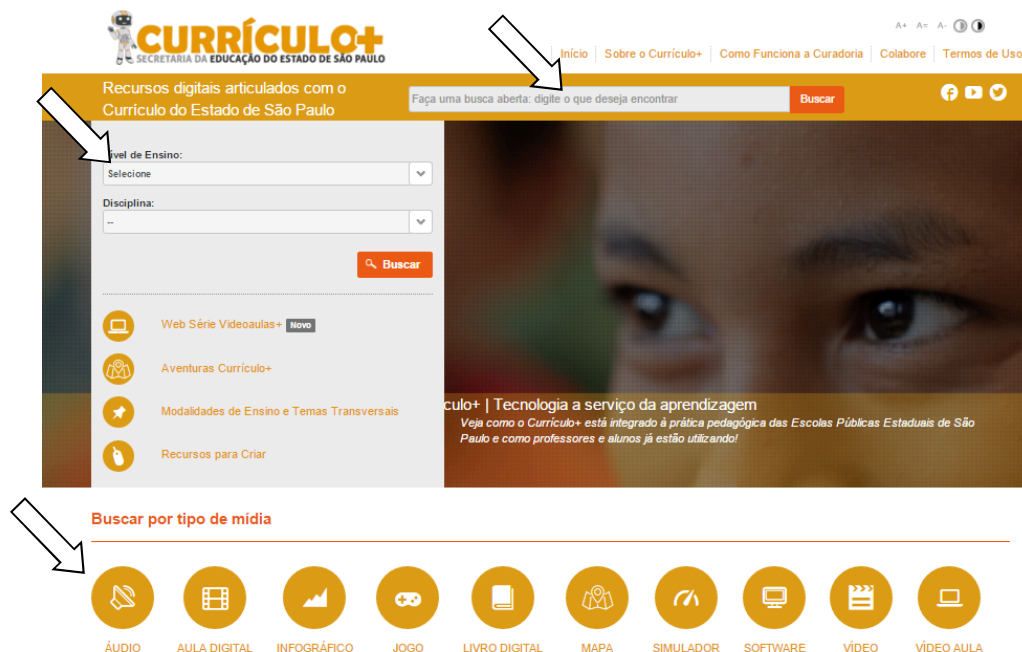 CURRÍCULO+
SECRETARIA DA EDUCAÇÃO DO ESTADO DE SÃO PAULO
A+ A= A-
Início Sobre o Currículo+ Como Funciona a Curadoria Colabore Termos de Uso
Recursos digitais articulados com o
Currículo do Estado de São Paulo
Faça uma busca aberta: digite o que deseja encontrar
Buscar
Nível de Ensino:
Selecione
Disciplina:
--
Buscar
Web Série Videoaulas+ Novo
Aventuras Currículo+
Modalidades de Ensino e Temas Transversais
Recursos para Criar
culo+ | Tecnologia a serviço da aprendizagem
Veja como o Currículo+ está integrado à prática pedagógica das Escolas Públicas Estaduais de São
Paulo e como professores e alunos já estão utilizando!
Buscar por tipo de mídia
ÁUDIO AULA DIGITAL INFOGRÁFICO JOGO LIVRO DIGITAL MAPA SIMULADOR SOFTWARE VÍDEO VÍDEO AULA